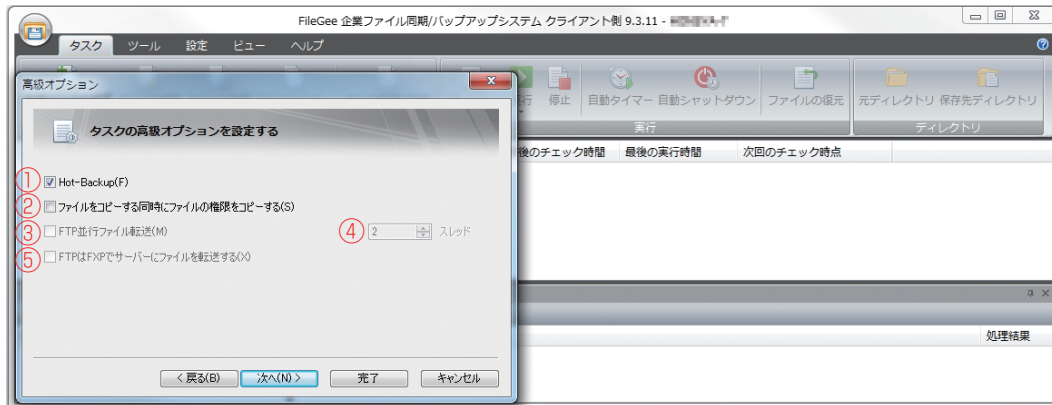 FileGee 企業ファイル同期/バップアップシステム クライアント側 9.3.11 -
タスク ツール 設定 ビュー ヘルプ
高級オプション
行 停止 自動タイマー 自動シャットダウン ファイルの復元 元ディレクトリ 保存先ディレクトリ
実行 ディレクトリ
タスクの高級オプションを設定する
後のチェック時間 最後の実行時間 次回のチェック時点
① Hot-Backup(F)
② ファイルをコピーする同時にファイルの権限をコピーする(S)
③ FTP並行ファイル転送(M) ④ 2 スレッド
⑤ FTPはFXPでサーバーにファイルを転送する(X)
処理結果
< 戻る(B) 次へ(N) > 完了 キャンセル